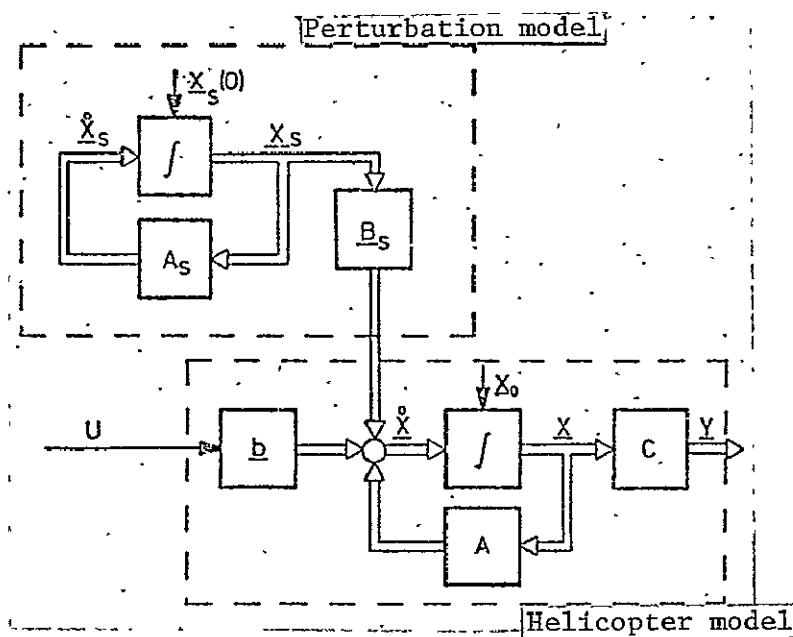 Perturbation model
X_s(0)
X̊_s
∫
X_s
A_s
B_s
U
b
X̊
X_0
∫
X
C
Y
A
Helicopter model